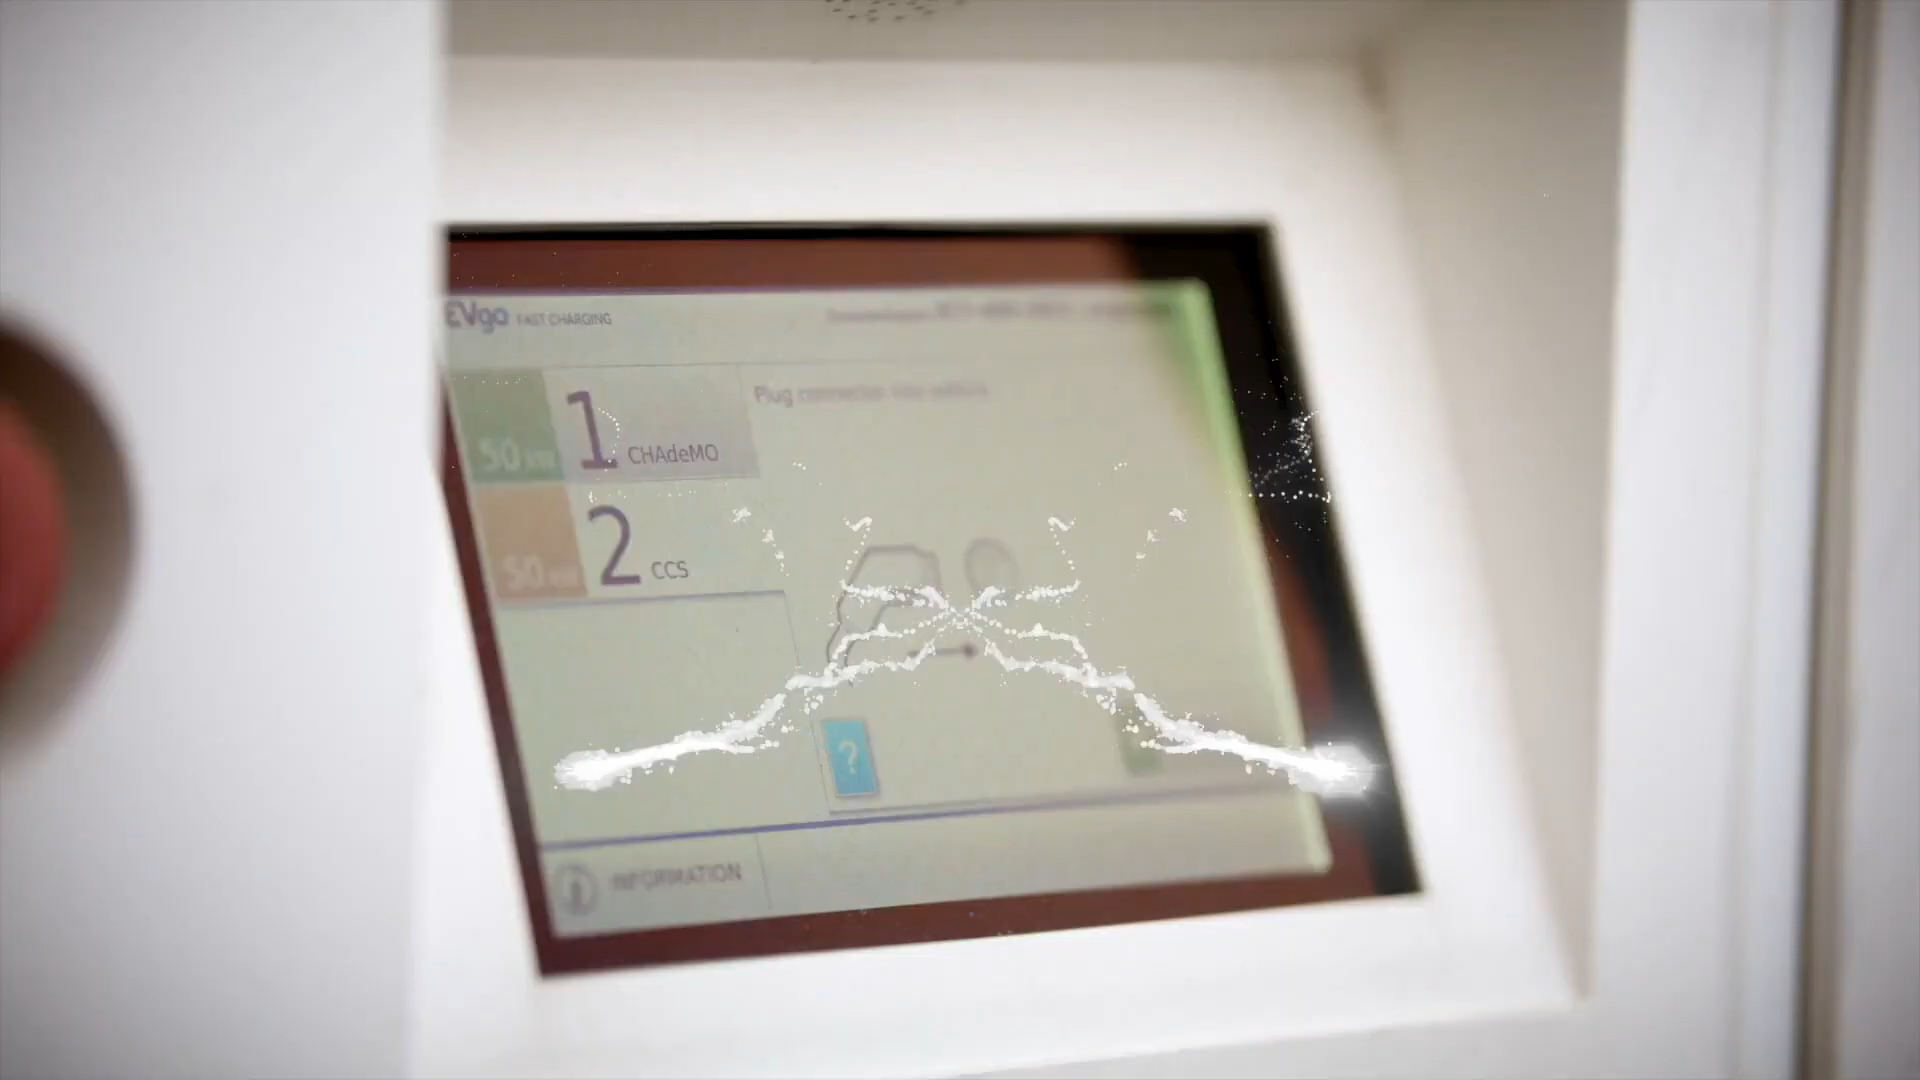 EVgo FAST CHARGING
Plug connector into vehicle
50 kW 1 CHAdeMO
50 kW 2 CCS
?
INFORMATION